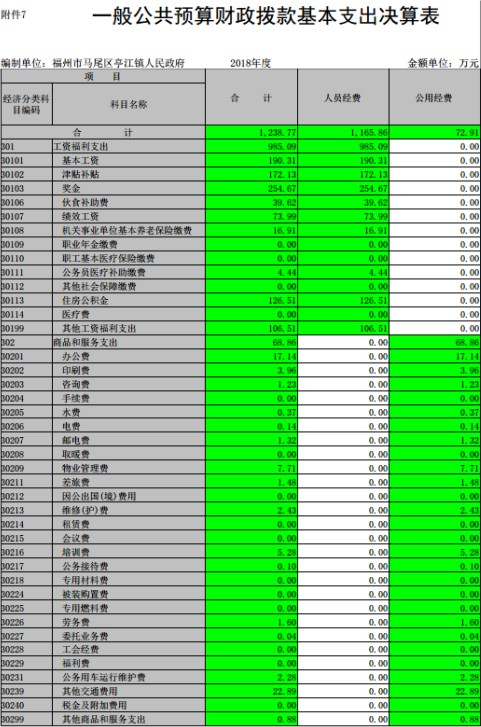 附件7
一般公共预算财政拨款基本支出决算表
编制单位：福州市马尾区亭江镇人民政府 2018年度 金额单位：万元
项 目 合 计 人员经费 公用经费
经济分类科目编码 科目名称
合 计 1,238.77 1,165.86 72.91
301 工资福利支出 985.09 985.09 0.00
30101 基本工资 190.31 190.31 0.00
30102 津贴补贴 172.13 172.13 0.00
30103 奖金 254.67 254.67 0.00
30106 伙食补助费 39.62 39.62 0.00
30107 绩效工资 73.99 73.99 0.00
30108 机关事业单位基本养老保险缴费 16.91 16.91 0.00
30109 职业年金缴费 0.00 0.00 0.00
30110 职工基本医疗保险缴费 0.00 0.00 0.00
30111 公务员医疗补助缴费 4.44 4.44 0.00
30112 其他社会保障缴费 0.00 0.00 0.00
30113 住房公积金 126.51 126.51 0.00
30114 医疗费 0.00 0.00 0.00
30199 其他工资福利支出 106.51 106.51 0.00
302 商品和服务支出 68.86 0.00 68.86
30201 办公费 17.14 0.00 17.14
30202 印刷费 3.96 0.00 3.96
30203 咨询费 1.23 0.00 1.23
30204 手续费 0.00 0.00 0.00
30205 水费 0.37 0.00 0.37
30206 电费 0.14 0.00 0.14
30207 邮电费 1.32 0.00 1.32
30208 取暖费 0.00 0.00 0.00
30209 物业管理费 7.71 0.00 7.71
30211 差旅费 1.48 0.00 1.48
30212 因公出国(境)费用 0.00 0.00 0.00
30213 维修(护)费 2.43 0.00 2.43
30214 租赁费 0.00 0.00 0.00
30215 会议费 0.00 0.00 0.00
30216 培训费 5.28 0.00 5.28
30217 公务接待费 0.10 0.00 0.10
30218 专用材料费 0.00 0.00 0.00
30224 被装购置费 0.00 0.00 0.00
30225 专用燃料费 0.00 0.00 0.00
30226 劳务费 1.60 0.00 1.60
30227 委托业务费 0.04 0.00 0.04
30228 工会经费 0.00 0.00 0.00
30229 福利费 0.00 0.00 0.00
30231 公务用车运行维护费 2.28 0.00 2.28
30239 其他交通费用 22.89 0.00 22.89
30240 税金及附加费用 0.00 0.00 0.00
30299 其他商品和服务支出 0.88 0.00 0.88